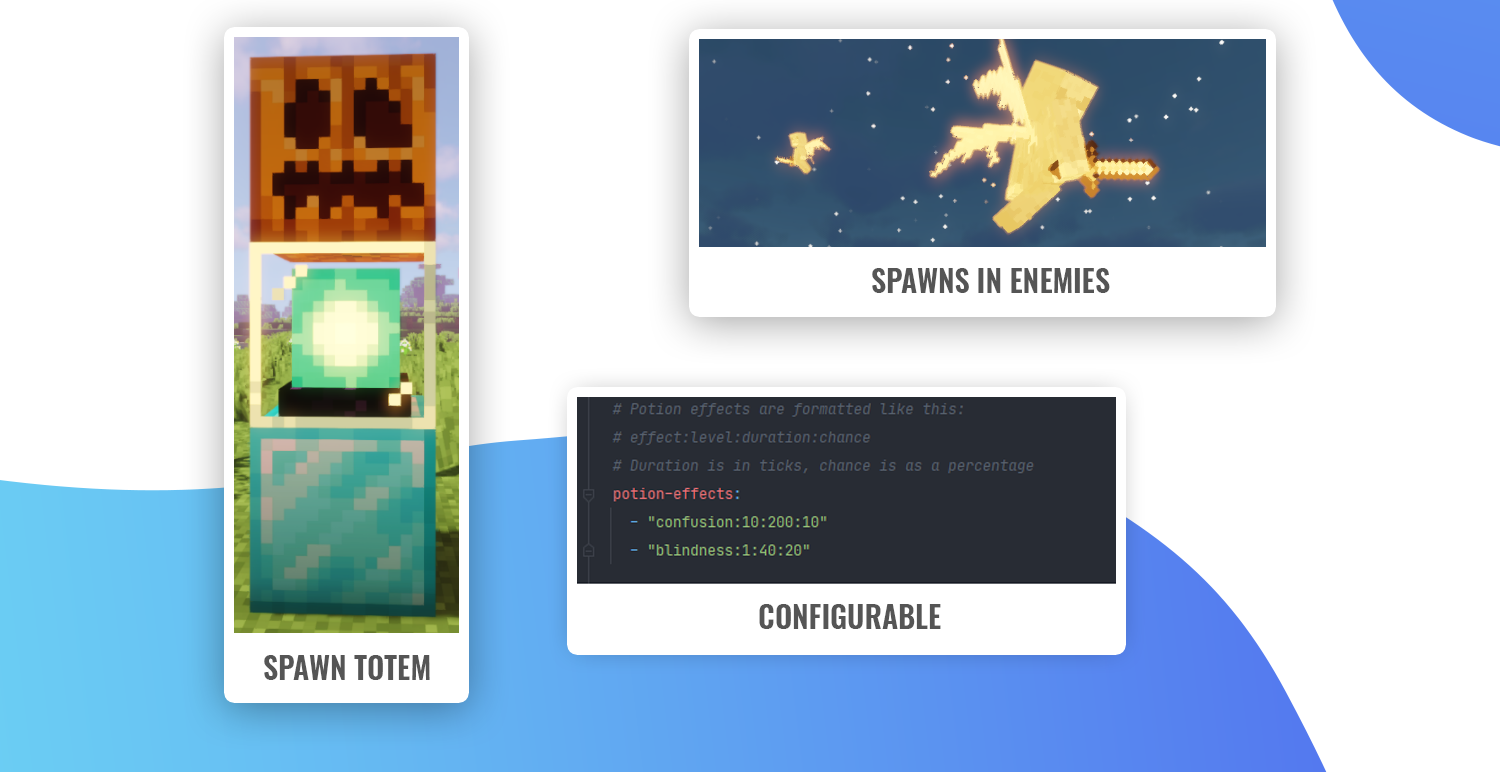 SPAWN TOTEM
SPAWNS IN ENEMIES
# Potion effects are formatted like this:
# effect:level:duration:chance
# Duration is in ticks, chance is as a percentage
potion-effects:
- "confusion:10:200:10"
- "blindness:1:40:20"
CONFIGURABLE